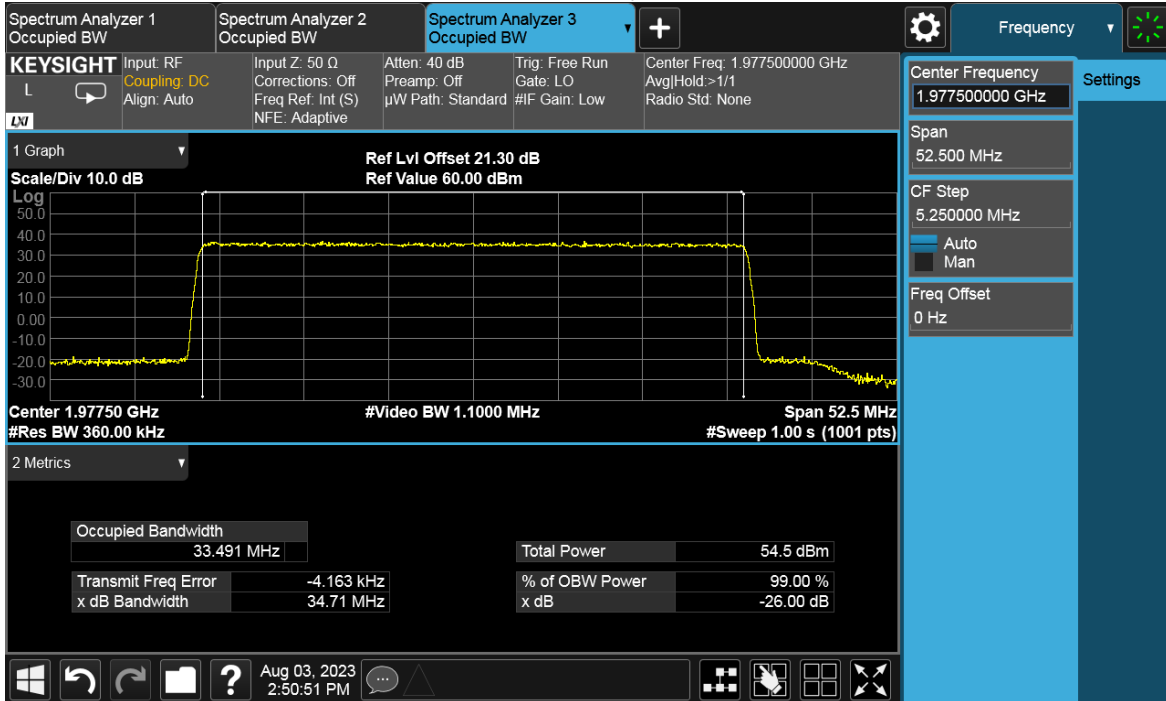 Spectrum Analyzer 1
Occupied BW
Spectrum Analyzer 2
Occupied BW
Spectrum Analyzer 3
Occupied BW
Frequency
KEYSIGHT
L
LXI
Input: RF
Coupling: DC
Align: Auto
Input Z: 50 Ω
Corrections: Off
Freq Ref: Int (S)
NFE: Adaptive
Atten: 40 dB
Preamp: Off
µW Path: Standard
Trig: Free Run
Gate: LO
#IF Gain: Low
Center Freq: 1.977500000 GHz
Avg|Hold:>1/1
Radio Std: None
Center Frequency
1.977500000 GHz
Settings
Span
52.500 MHz
CF Step
5.250000 MHz
Auto
Man
Freq Offset
0 Hz
1 Graph
Scale/Div 10.0 dB
Ref Lvl Offset 21.30 dB
Ref Value 60.00 dBm
Log
50.0
40.0
30.0
20.0
10.0
0.00
-10.0
-20.0
-30.0
Center 1.97750 GHz
#Video BW 1.1000 MHz
Span 52.5 MHz
#Res BW 360.00 kHz
#Sweep 1.00 s (1001 pts)
2 Metrics
Occupied Bandwidth
33.491 MHz
Total Power 54.5 dBm
Transmit Freq Error -4.163 kHz
% of OBW Power 99.00 %
x dB Bandwidth 34.71 MHz
x dB -26.00 dB
?
Aug 03, 2023
2:50:51 PM